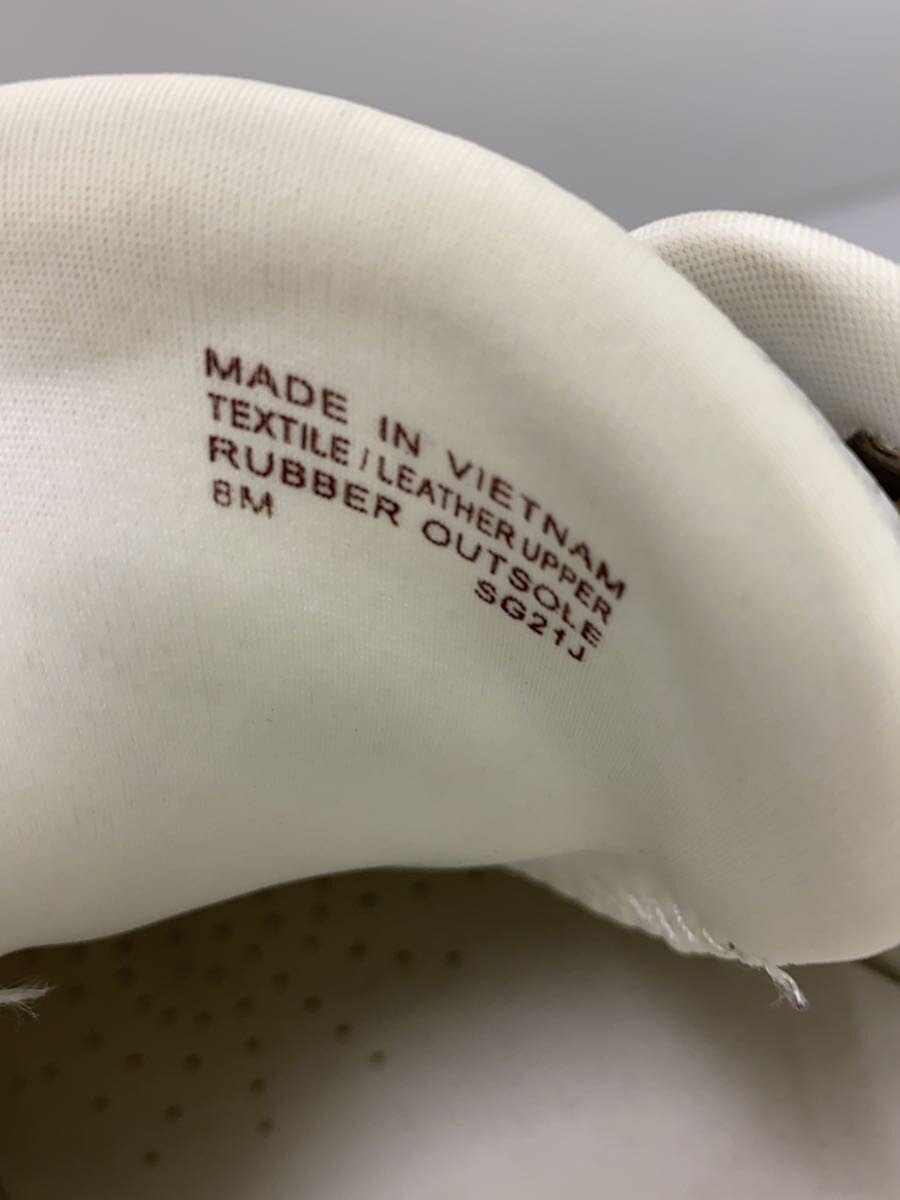 MADE IN VIETNAM
TEXTILE / LEATHER UPPER
RUBBER OUTSOLE
8M SG21J